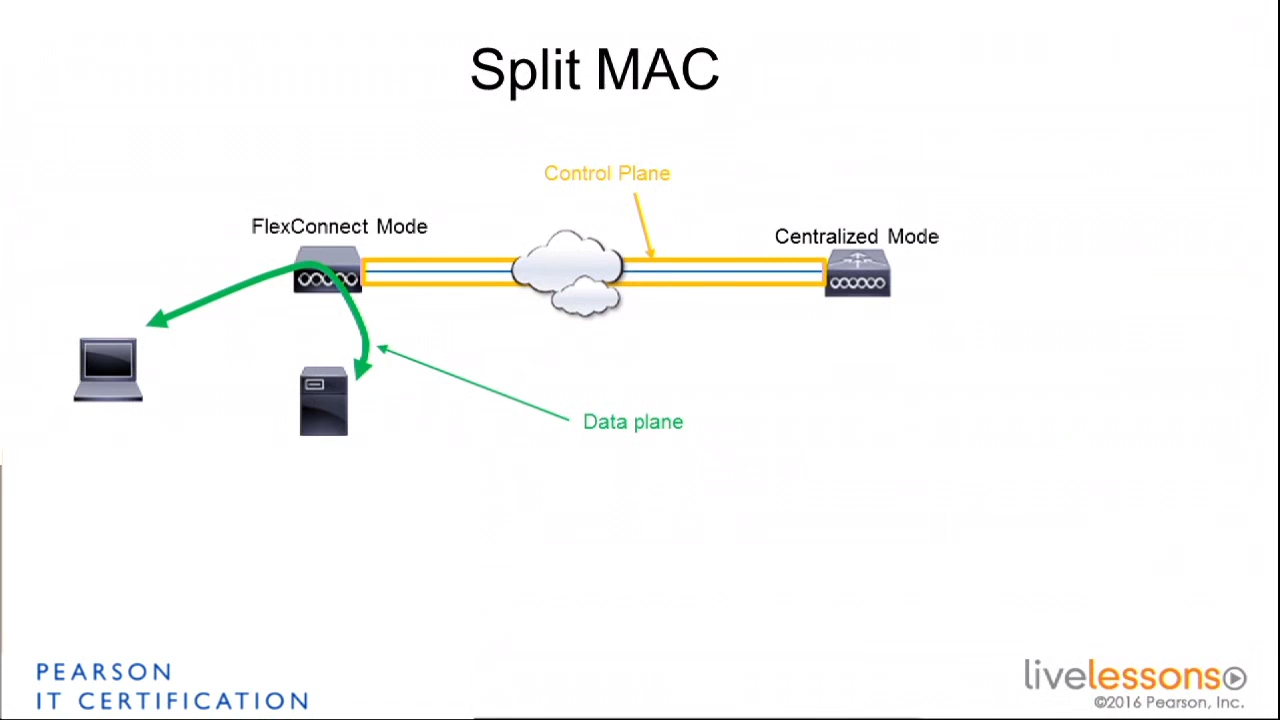 Split MAC
Control Plane
FlexConnect Mode
Centralized Mode
Data plane
PEARSON
IT CERTIFICATION
livelessons
©2016 Pearson, Inc.